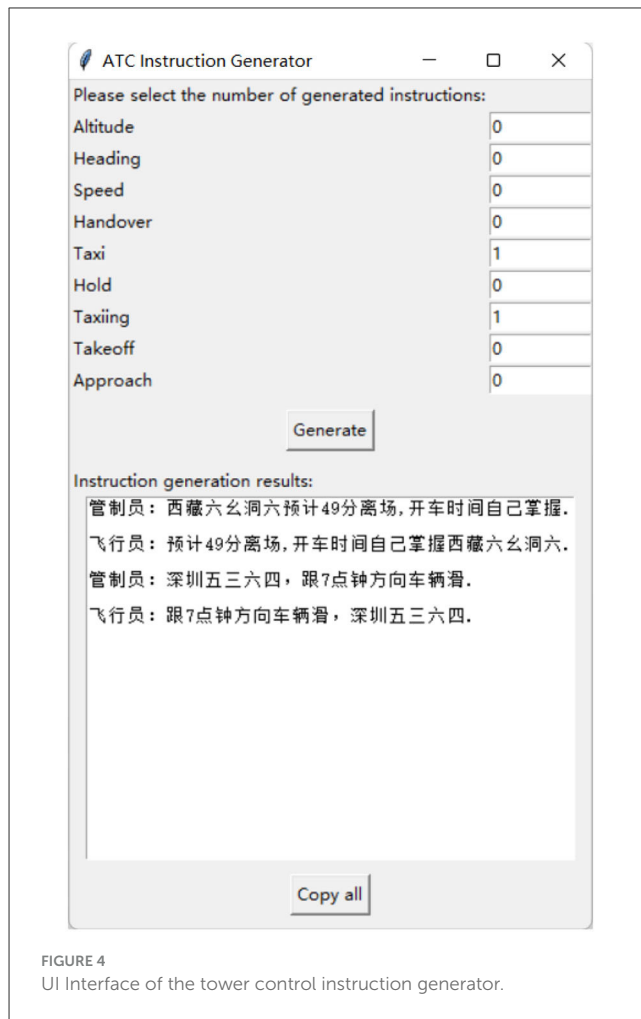 ATC Instruction Generator
Please select the number of generated instructions:
Altitude 0
Heading 0
Speed 0
Handover 0
Taxi 1
Hold 0
Taxiing 1
Takeoff 0
Approach 0
Generate
Instruction generation results:
管制员: 西藏六幺洞六预计49分离场,开车时间自己掌握.
飞行员: 预计49分离场,开车时间自己掌握西藏六幺洞六.
管制员: 深圳五三六四，跟7点钟方向车辆滑.
飞行员: 跟7点钟方向车辆滑，深圳五三六四.
Copy all
FIGURE 4
UI Interface of the tower control instruction generator.